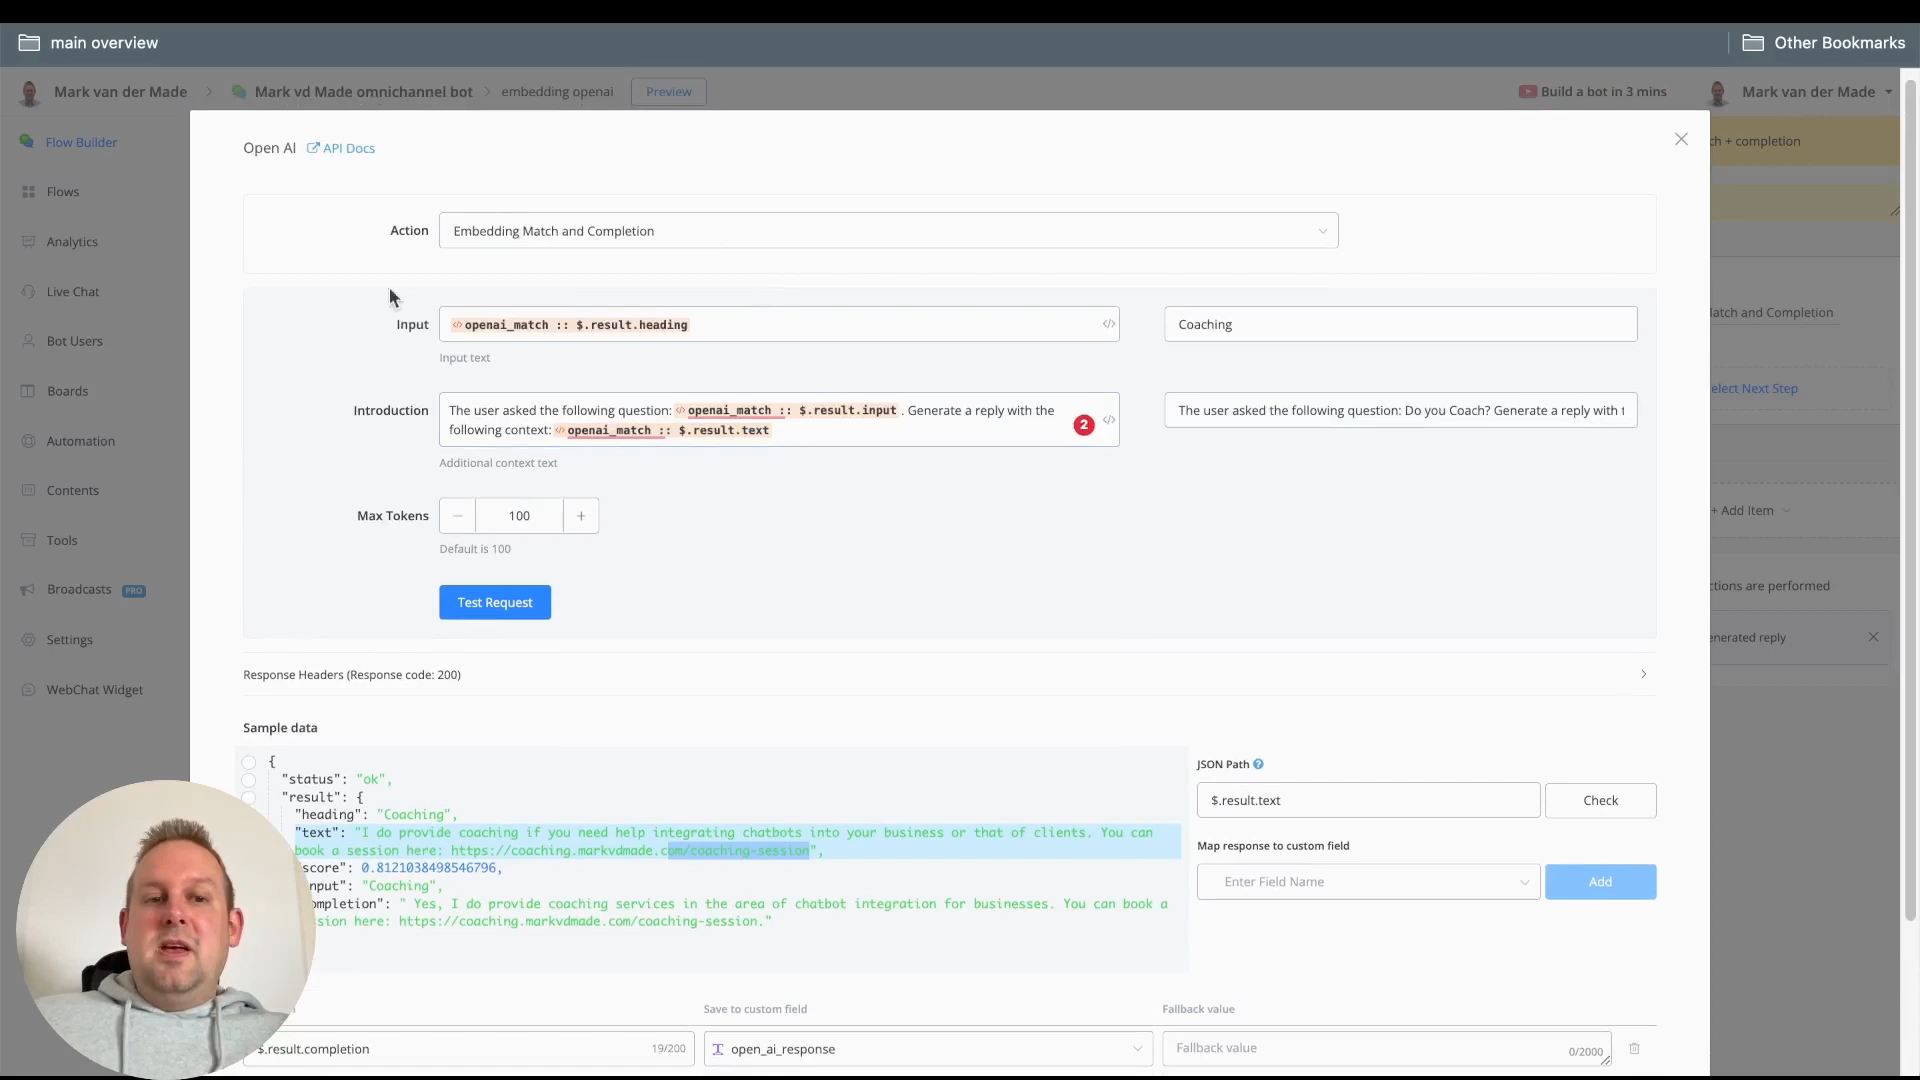 main overview
Other Bookmarks
Mark van der Made > Mark vd Made omnichannel bot > embedding openai Preview
Build a bot in 3 mins Mark van der Made
Flow Builder
Flows
Analytics
Live Chat
Bot Users
Boards
Automation
Contents
Tools
Broadcasts PRO
Settings
WebChat Widget
Open AI API Docs
Action Embedding Match and Completion
Input openai_match :: $.result.heading </> Coaching
Input text
Introduction The user asked the following question: openai_match :: $.result.input . Generate a reply with the
following context: openai_match :: $.result.text
2 </>
The user asked the following question: Do you Coach? Generate a reply with t
Additional context text
Max Tokens − 100 +
Default is 100
Test Request
Response Headers (Response code: 200)
Sample data
{
"status": "ok",
"result": {
"heading": "Coaching",
"text": "I do provide coaching if you need help integrating chatbots into your business or that of clients. You can
book a session here: https://coaching.markvdmade.com/coaching-session",
score": 0.8121038498546796,
nput": "Coaching",
ompletion": " Yes, I do provide coaching services in the area of chatbot integration for businesses. You can book a
sion here: https://coaching.markvdmade.com/coaching-session."
JSON Path ?
$.result.text Check
Map response to custom field
Enter Field Name Add
Save to custom field
Fallback value
$.result.completion 19/200
open_ai_response
Fallback value 0/2000
ch + completion
Match and Completion
elect Next Step
+ Add Item
ctions are performed
enerated reply